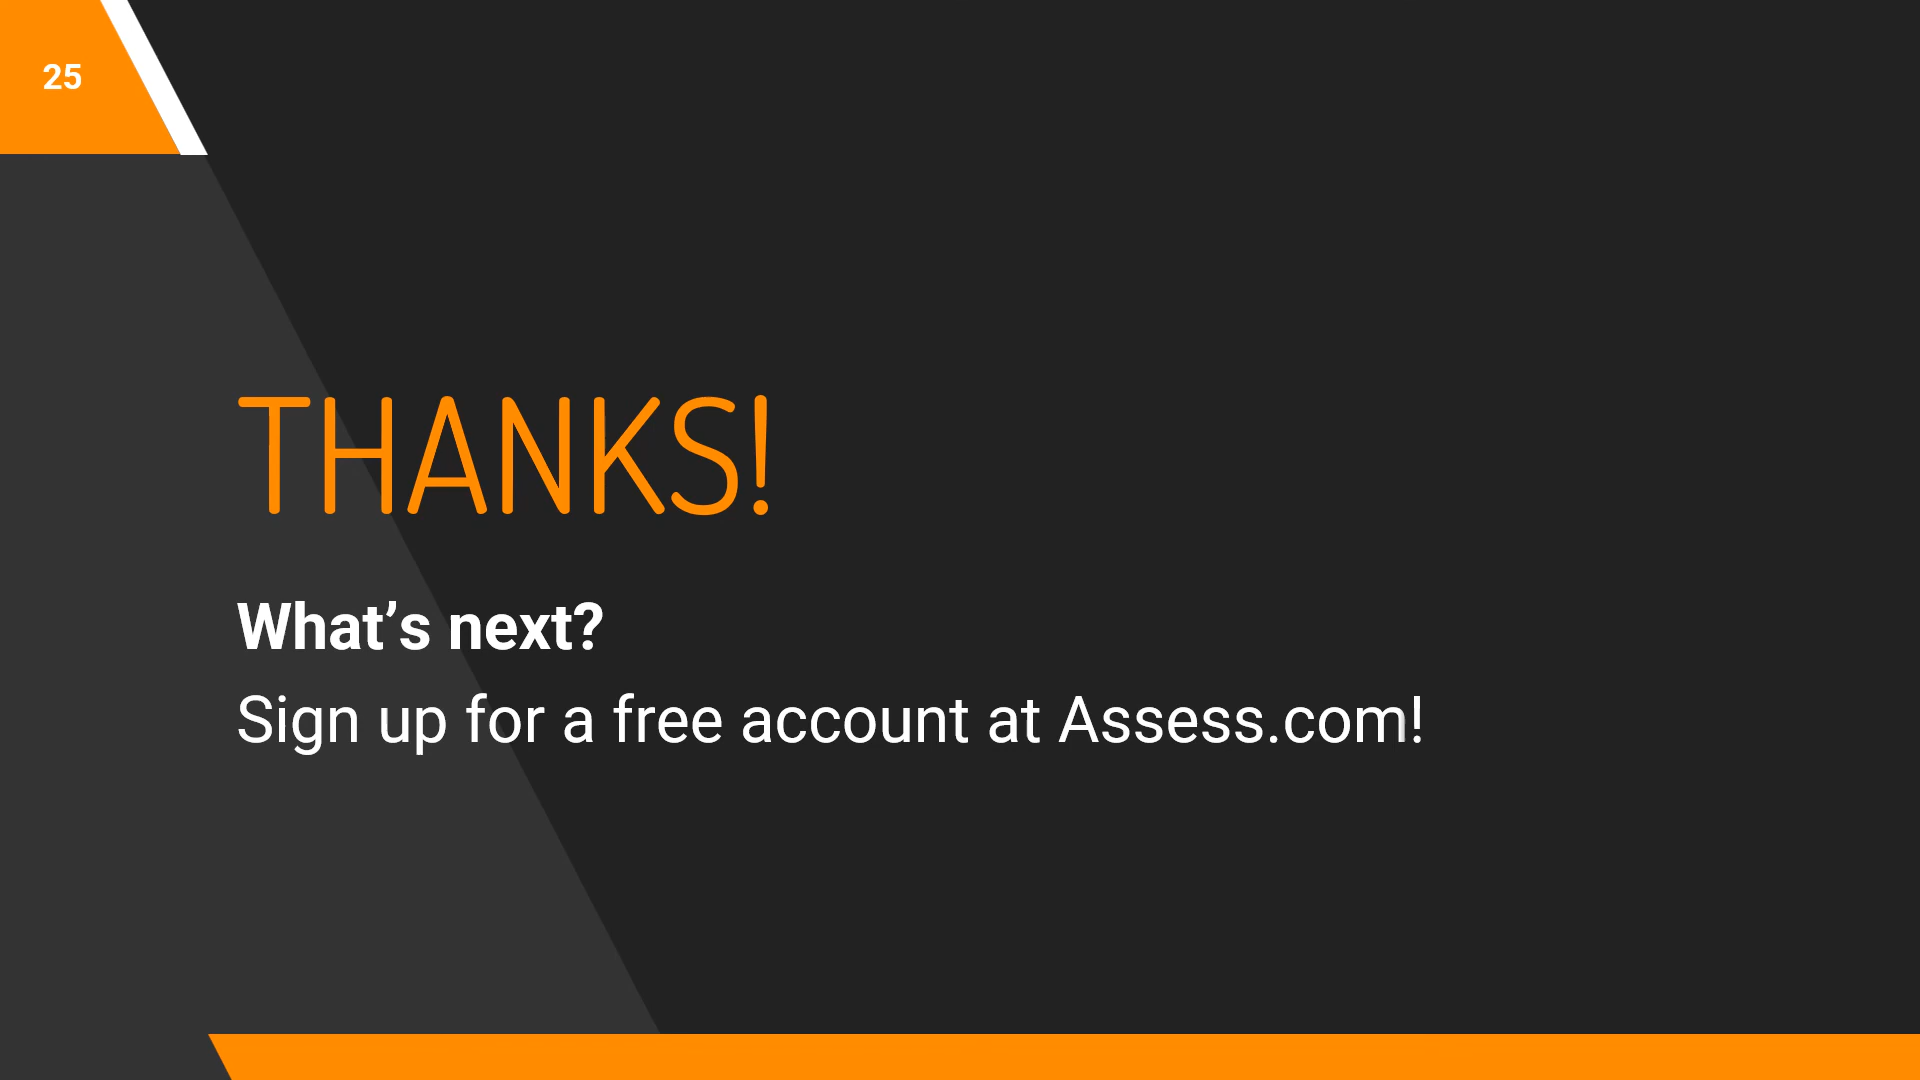 25
THANKS!
What’s next?
Sign up for a free account at Assess.com!